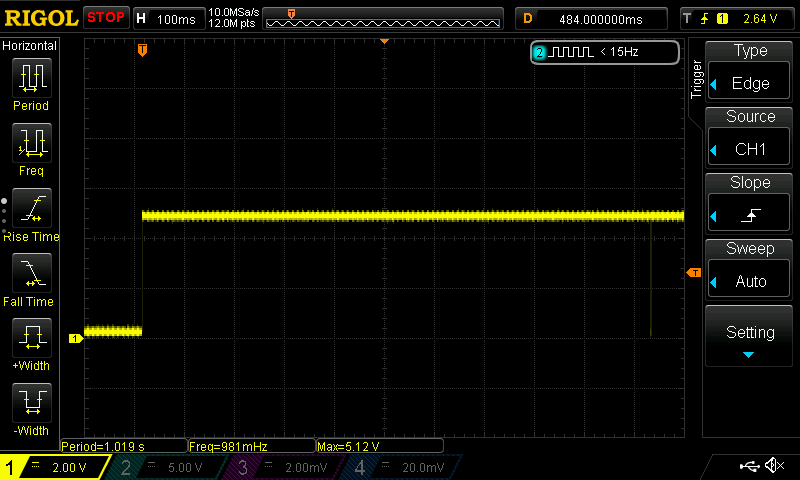 RIGOL STOP H 100ms 10.0MSa/s D 484.000000ms T 1 2.64 V
12.0M pts
T
Horizontal
T
2 < 15Hz
Period
Freq
Rise Time
Fall Time
+Width
-Width
1
T
Trigger
Type
Edge
Source
CH1
Slope
Sweep
Auto
Setting
Period=1.019 s Freq=981mHz Max=5.12 V
1 2.00 V 2 5.00 V 3 2.00mV 4 20.0mV